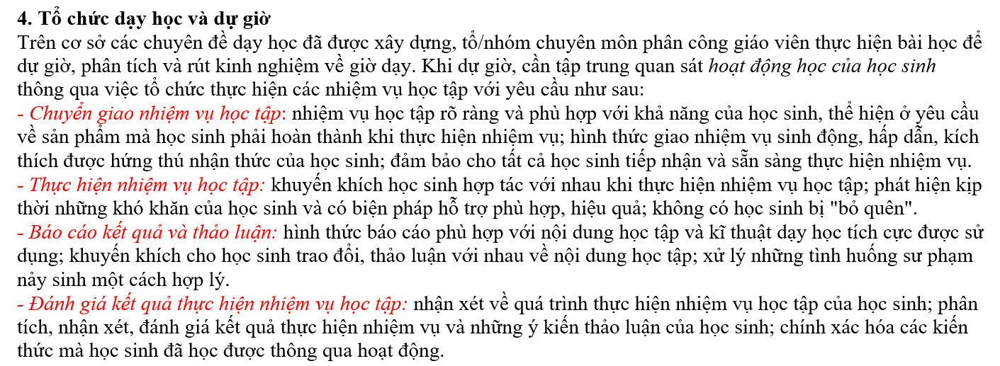 4. Tổ chức dạy học và dự giờ
Trên cơ sở các chuyên đề dạy học đã được xây dựng, tổ/nhóm chuyên môn phân công giáo viên thực hiện bài học để
dự giờ, phân tích và rút kinh nghiệm về giờ dạy. Khi dự giờ, cần tập trung quan sát hoạt động học của học sinh
thông qua việc tổ chức thực hiện các nhiệm vụ học tập với yêu cầu như sau:
- Chuyển giao nhiệm vụ học tập: nhiệm vụ học tập rõ ràng và phù hợp với khả năng của học sinh, thể hiện ở yêu cầu
về sản phẩm mà học sinh phải hoàn thành khi thực hiện nhiệm vụ; hình thức giao nhiệm vụ sinh động, hấp dẫn, kích
thích được hứng thú nhận thức của học sinh; đảm bảo cho tất cả học sinh tiếp nhận và sẵn sàng thực hiện nhiệm vụ.
- Thực hiện nhiệm vụ học tập: khuyến khích học sinh hợp tác với nhau khi thực hiện nhiệm vụ học tập; phát hiện kịp
thời những khó khăn của học sinh và có biện pháp hỗ trợ phù hợp, hiệu quả; không có học sinh bị "bỏ quên".
- Báo cáo kết quả và thảo luận: hình thức báo cáo phù hợp với nội dung học tập và kĩ thuật dạy học tích cực được sử
dụng; khuyến khích cho học sinh trao đổi, thảo luận với nhau về nội dung học tập; xử lý những tình huống sư phạm
nảy sinh một cách hợp lý.
- Đánh giá kết quả thực hiện nhiệm vụ học tập: nhận xét về quá trình thực hiện nhiệm vụ học tập của học sinh; phân
tích, nhận xét, đánh giá kết quả thực hiện nhiệm vụ và những ý kiến thảo luận của học sinh; chính xác hóa các kiến
thức mà học sinh đã học được thông qua hoạt động.